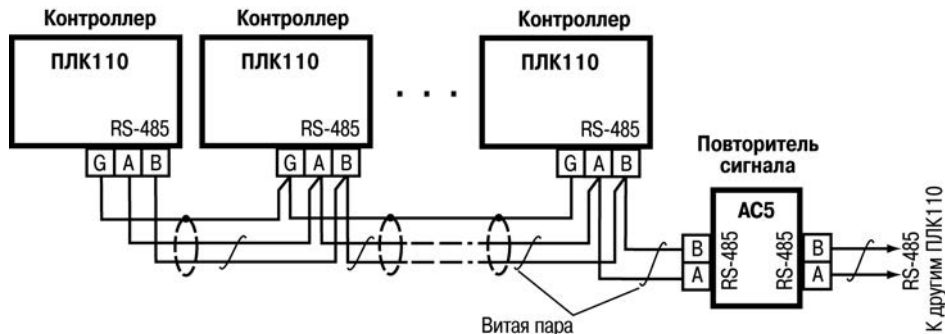 Контроллер
Контроллер
Контроллер
ПЛК110
ПЛК110
. . .
ПЛК110
RS-485
RS-485
RS-485
G A B
G A B
G A B
Повторитель
сигнала
АС5
B
A
RS-485
RS-485
B
A
RS-485
К другим ПЛК110
Витая пара